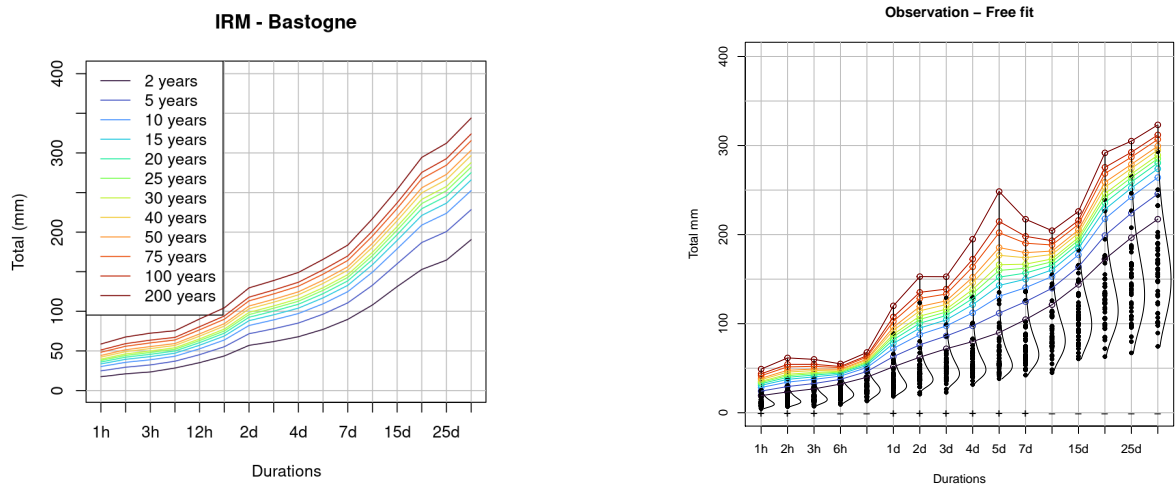 IRM - Bastogne
Total (mm)
400
300
200
100
50
0
2 years
5 years
10 years
15 years
20 years
25 years
30 years
40 years
50 years
75 years
100 years
200 years
1h 3h 12h 2d 4d 7d 15d 25d
Durations
Observation – Free fit
Total mm
400
300
200
100
0
+ + + – – + + + + + + – – – – –
1h 2h 3h 6h 1d 2d 3d 4d 5d 7d 15d 25d
Durations